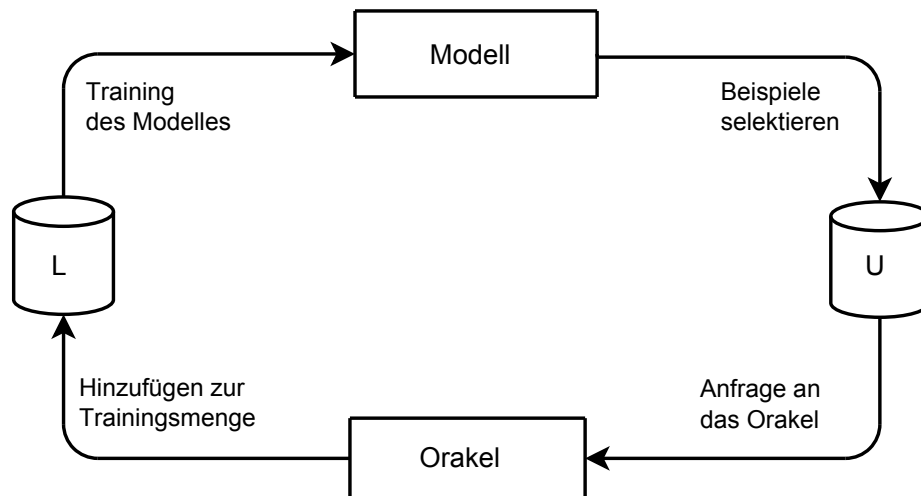 Modell
Training
des Modelles
Beispiele
selektieren
L
U
Hinzufügen zur
Trainingsmenge
Anfrage an
das Orakel
Orakel